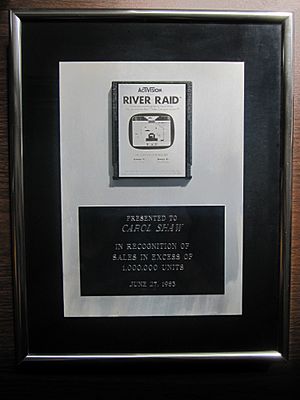 ACTIVISION
RIVER RAID
PRESENTED TO
CAROL SHAW
IN RECOGNITION OF
SALES IN EXCESS OF
1,000,000 UNITS
JUNE 27, 1983